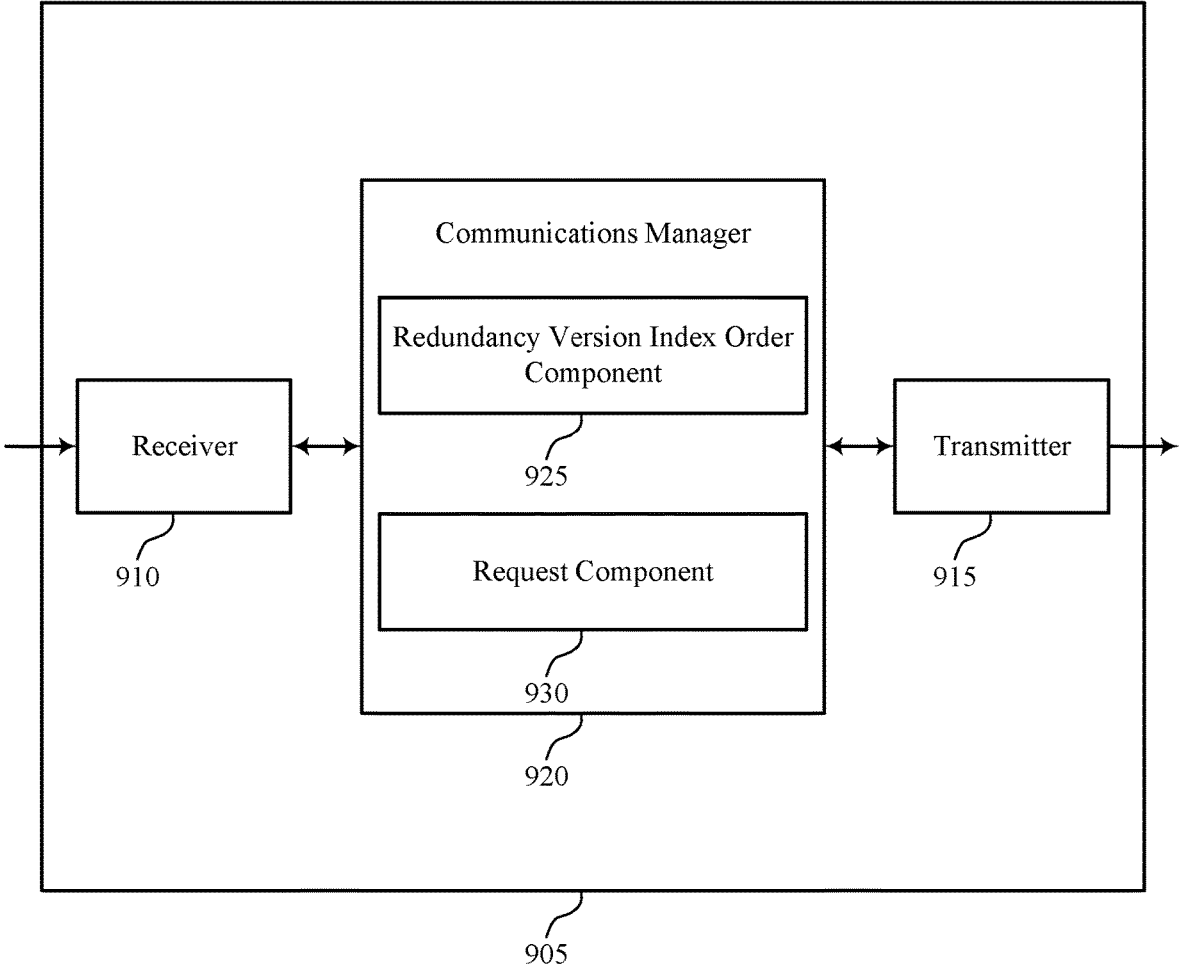 Communications Manager
Redundancy Version Index Order
Component
925
Receiver
910
Transmitter
915
Request Component
930
920
905